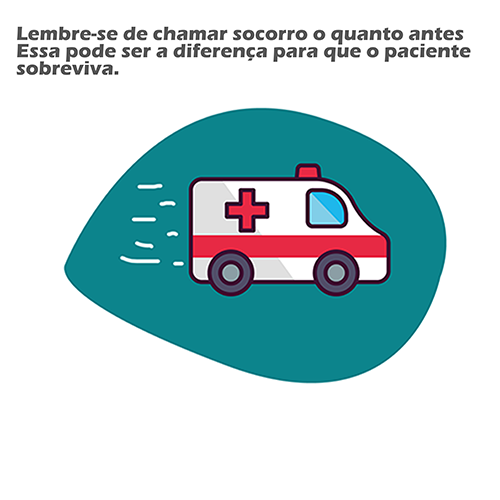 Lembre-se de chamar socorro o quanto antes
Essa pode ser a diferença para que o paciente
sobreviva.